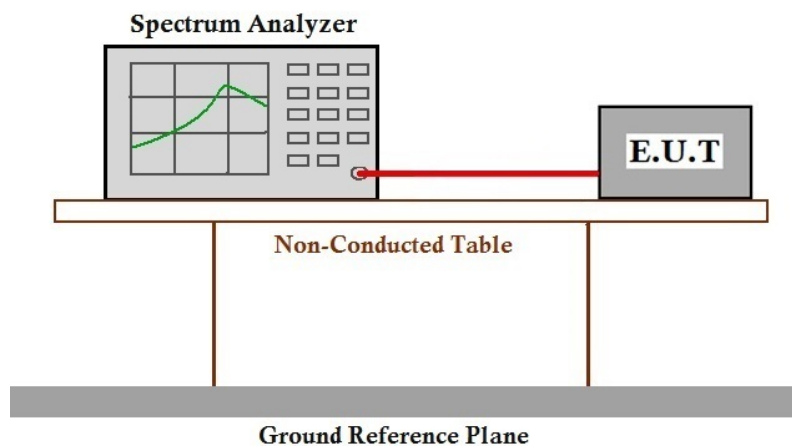 Spectrum Analyzer
E.U.T
Non-Conducted Table
Ground Reference Plane